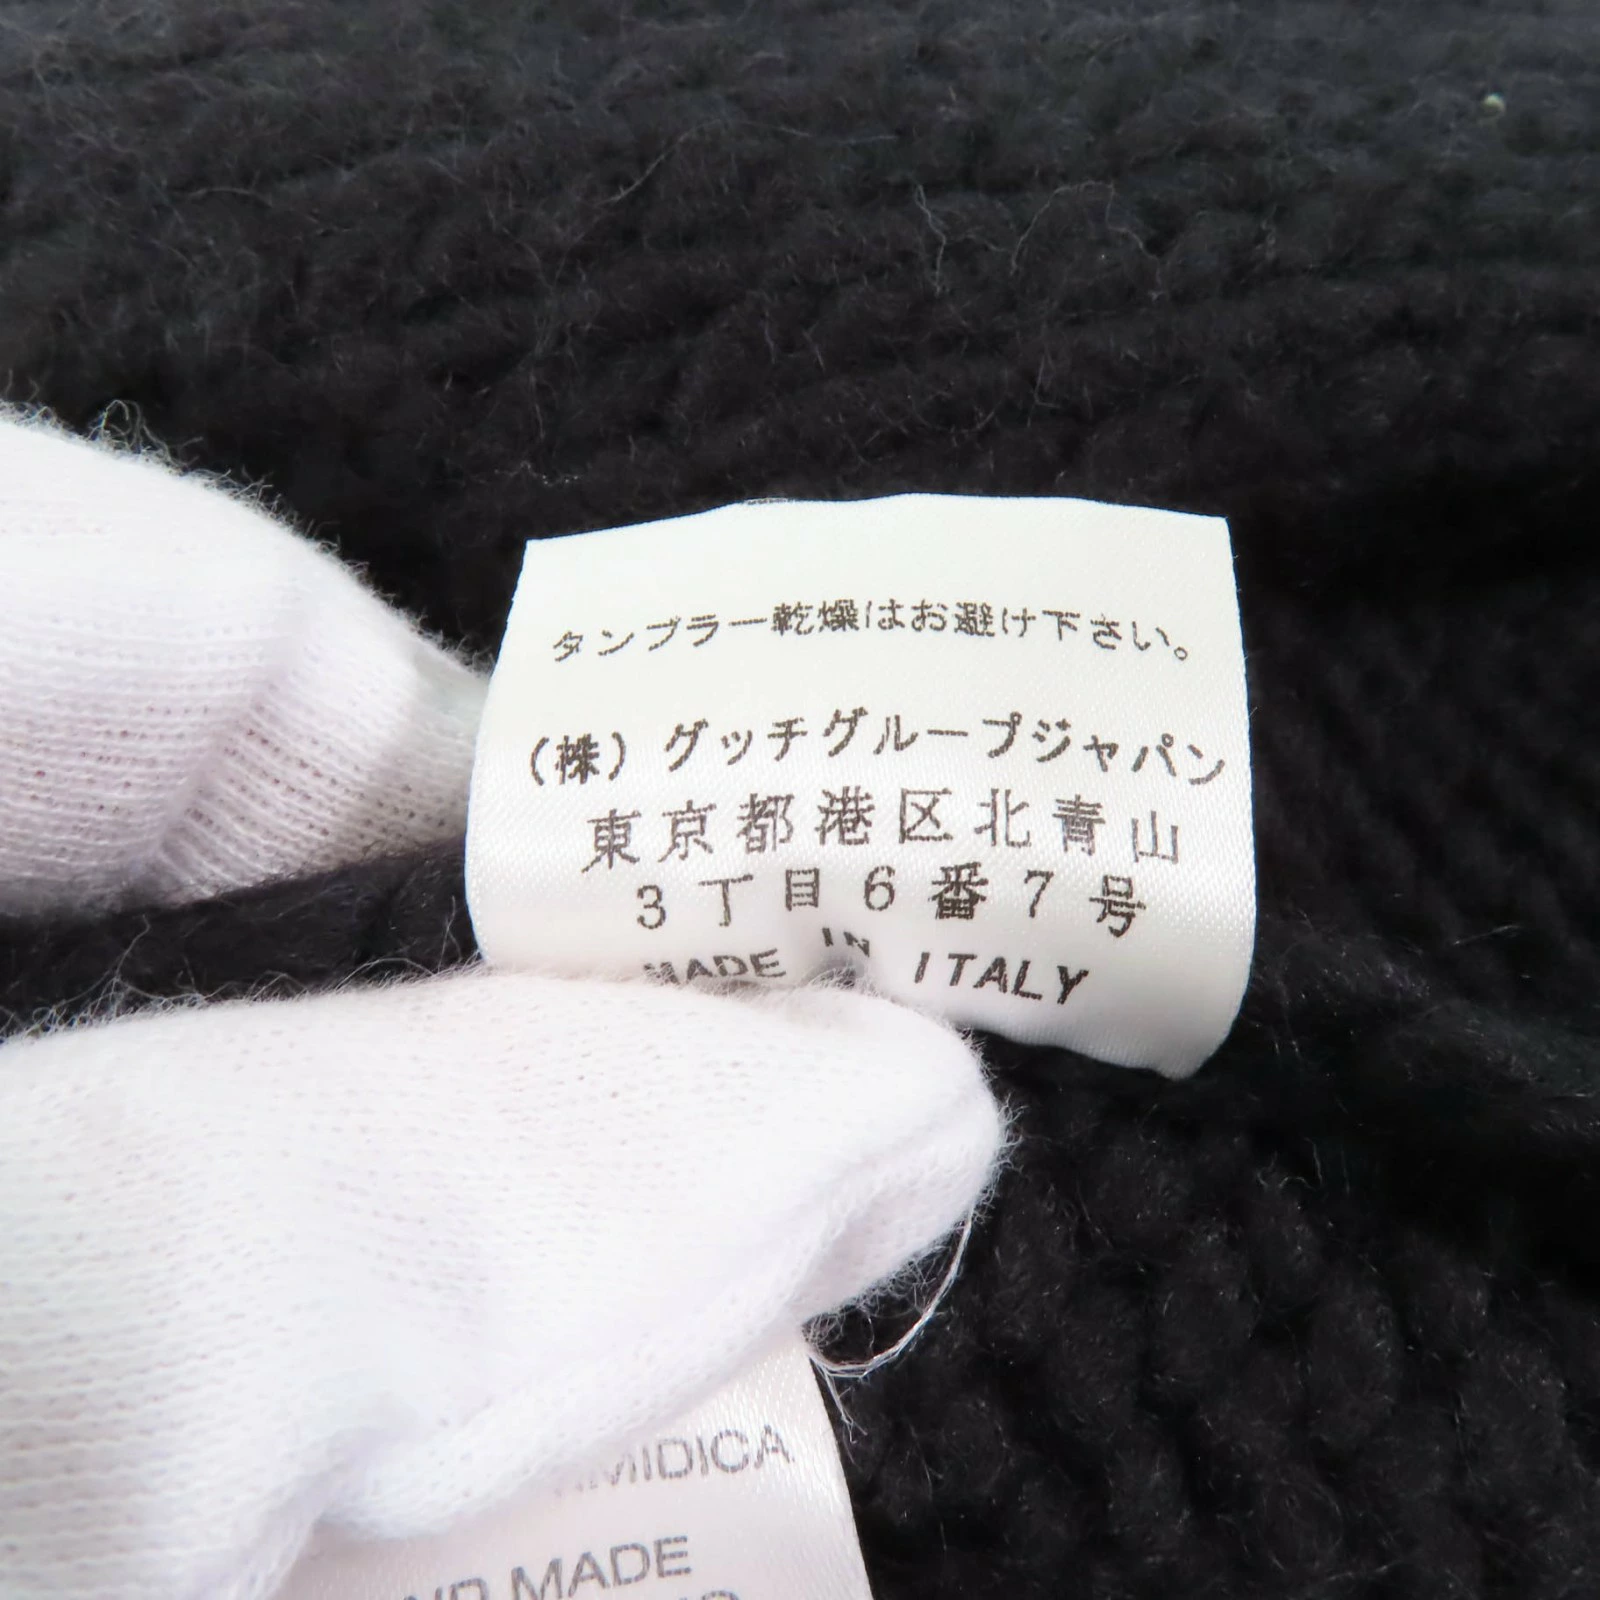 タンブラー乾燥はお避け下さい。
（株）グッチグループジャパン
東京都港区北青山
3丁目6番7号
MADE IN ITALY
MADE